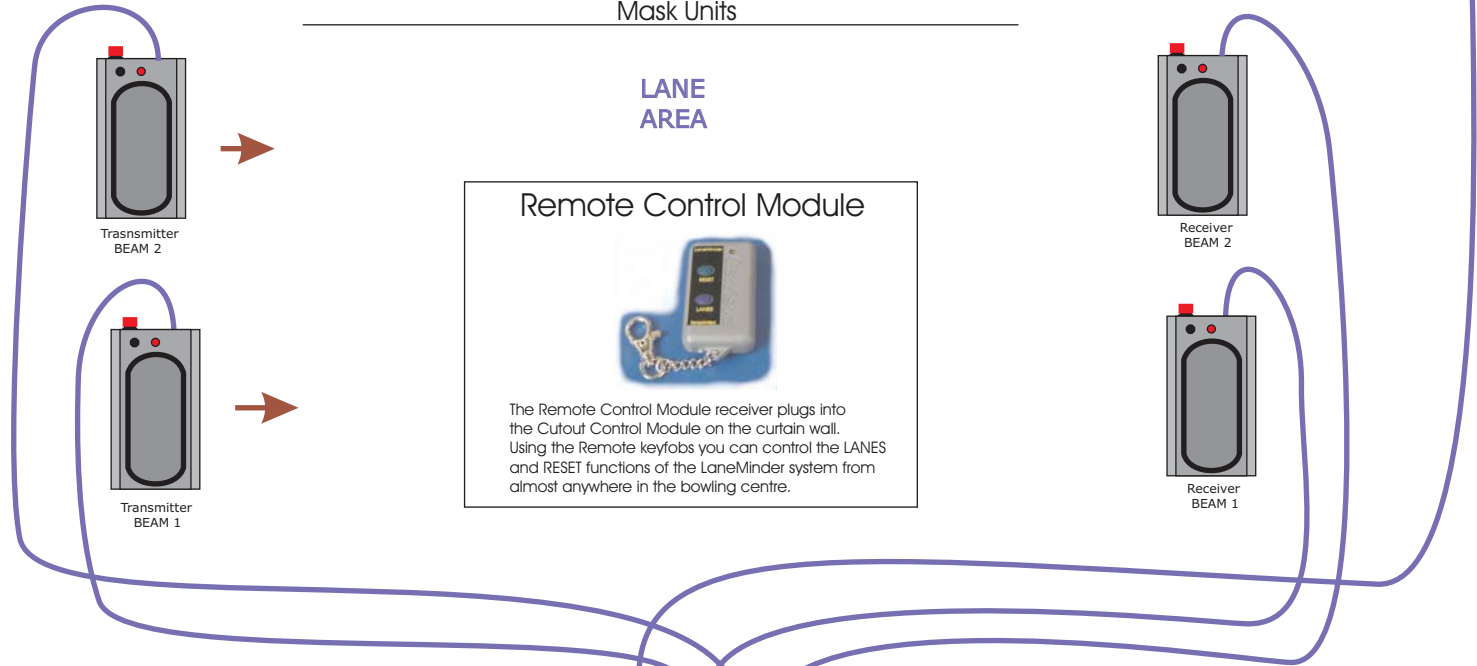 Mask Units
LANE
AREA
Trasnsmitter
BEAM 2
Receiver
BEAM 2
Remote Control Module
RESET
LANES
The Remote Control Module receiver plugs into
the Cutout Control Module on the curtain wall.
Using the Remote keyfobs you can control the LANES
and RESET functions of the LaneMinder system from
almost anywhere in the bowling centre.
Transmitter
BEAM 1
Receiver
BEAM 1